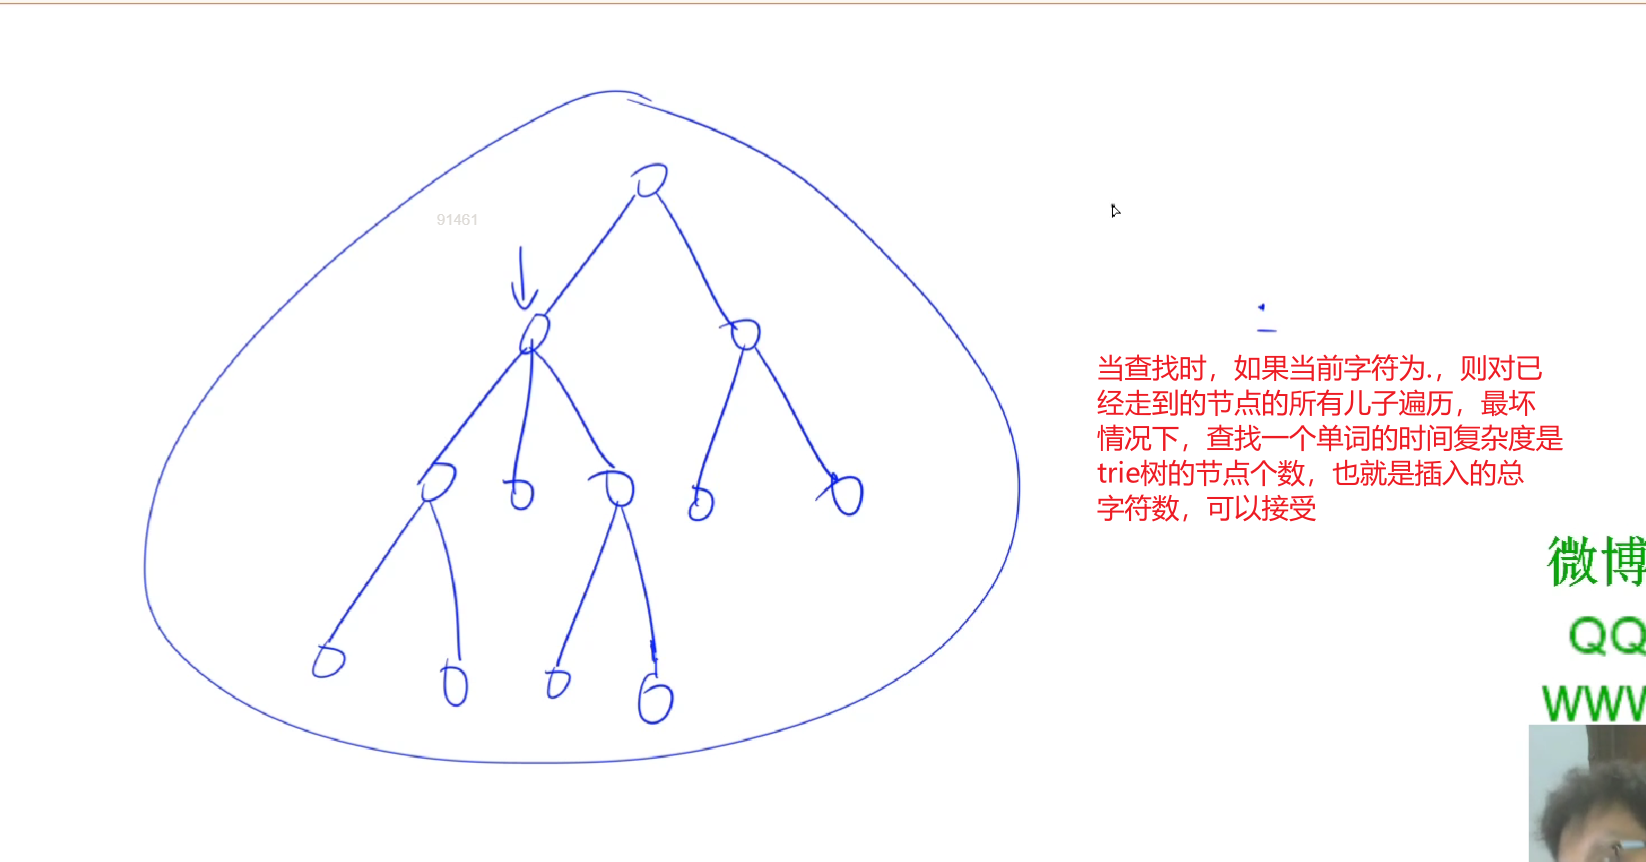 91461
当查找时，如果当前字符为.，则对已
经走到的节点的所有儿子遍历，最坏
情况下，查找一个单词的时间复杂度是
trie树的节点个数，也就是插入的总
字符数，可以接受
微博
QQ
WWW